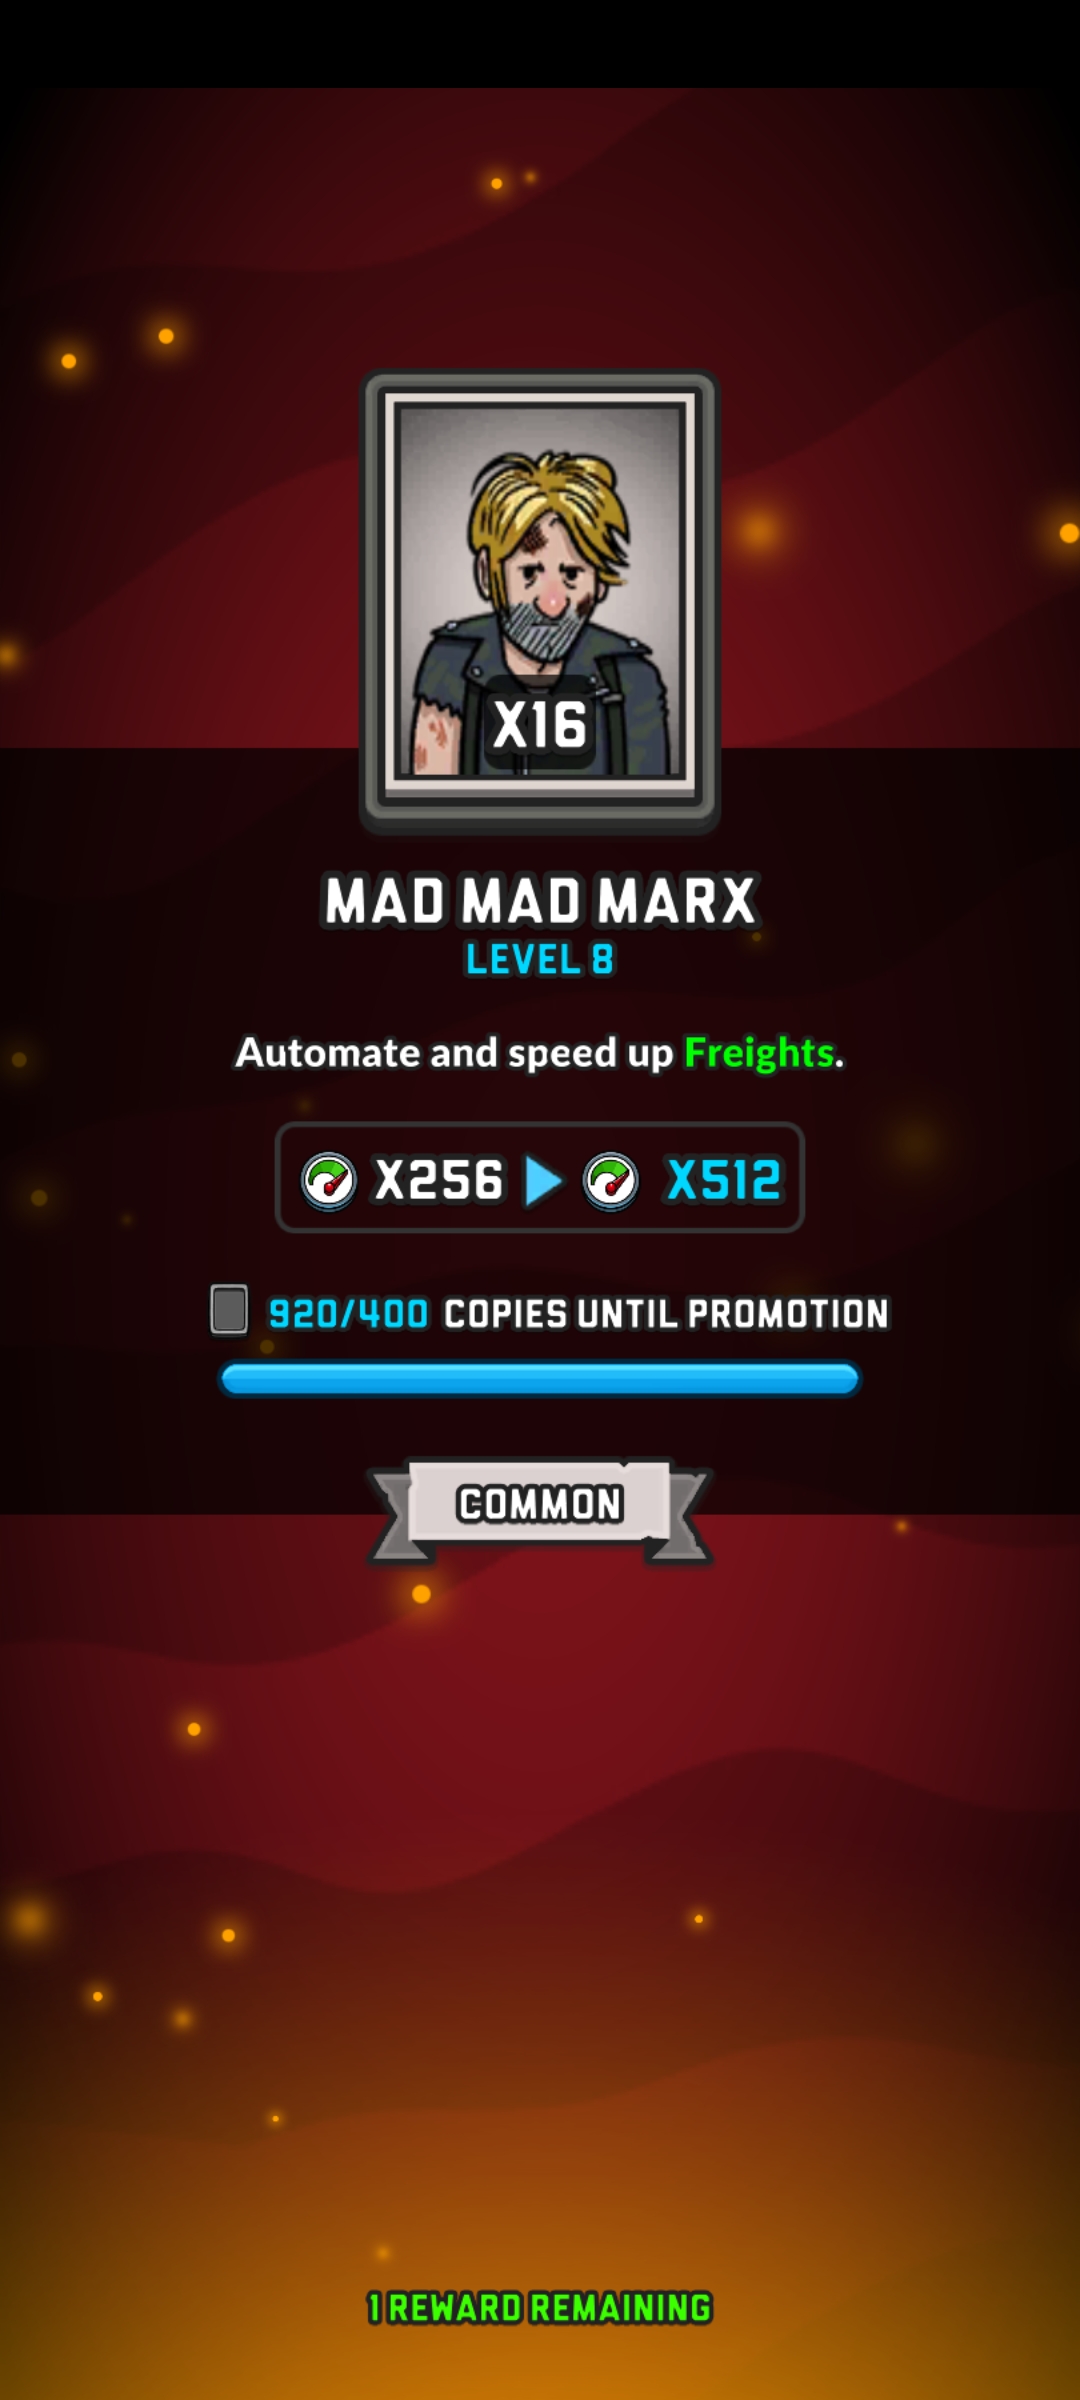 X16
MAD MAD MARX
LEVEL 8
Automate and speed up Freights.
X256 X512
920/400 COPIES UNTIL PROMOTION
COMMON
1 REWARD REMAINING